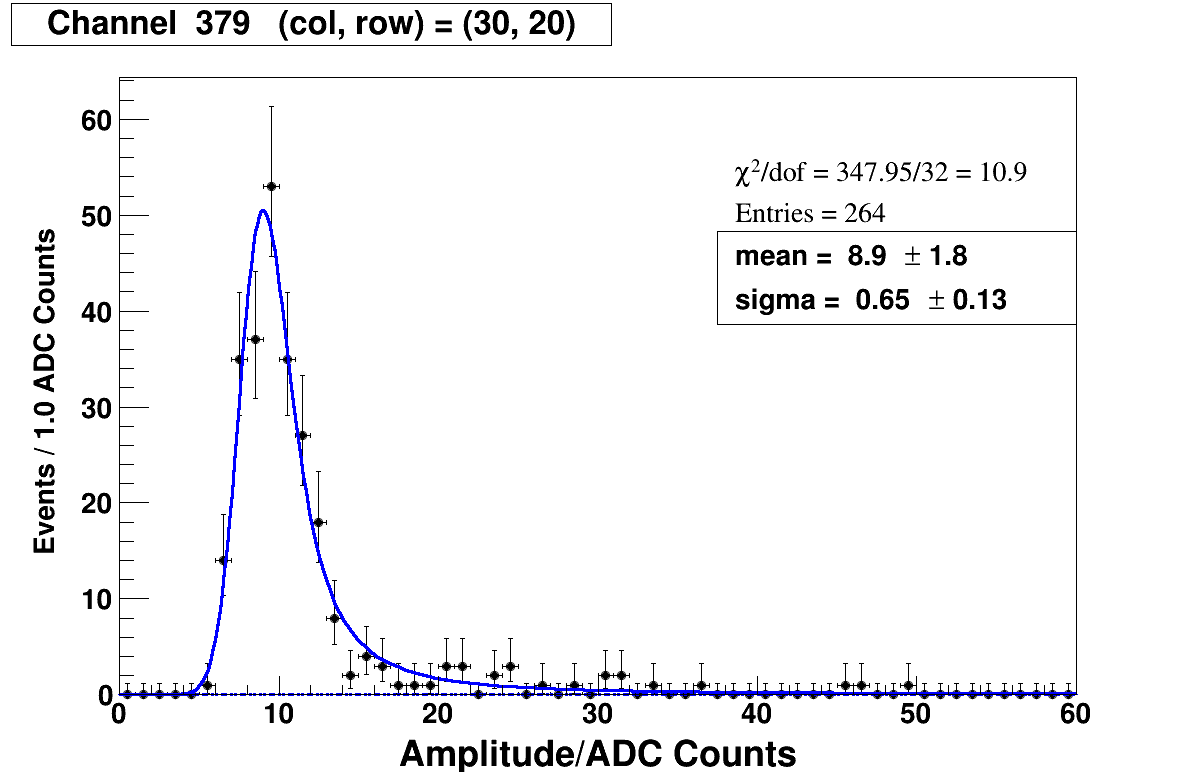 Channel 379 (col, row) = (30, 20)
χ²/dof = 347.95/32 = 10.9
Entries = 264
mean = 8.9 ± 1.8
sigma = 0.65 ± 0.13
Events / 1.0 ADC Counts
60
50
40
30
20
10
0
0 10 20 30 40 50 60
Amplitude/ADC Counts